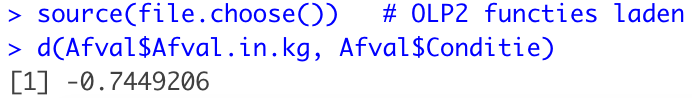 > source(file.choose())   # OLP2 functies laden
> d(Afval$Afval.in.kg, Afval$Conditie)
[1] -0.7449206